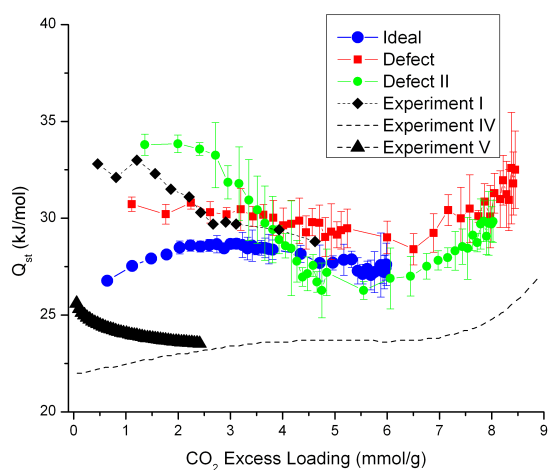 40
35
30
25
20
0
1
2
3
4
5
6
7
8
9
Q_st (kJ/mol)
CO₂ Excess Loading (mmol/g)
Ideal
Defect
Defect II
Experiment I
Experiment IV
Experiment V